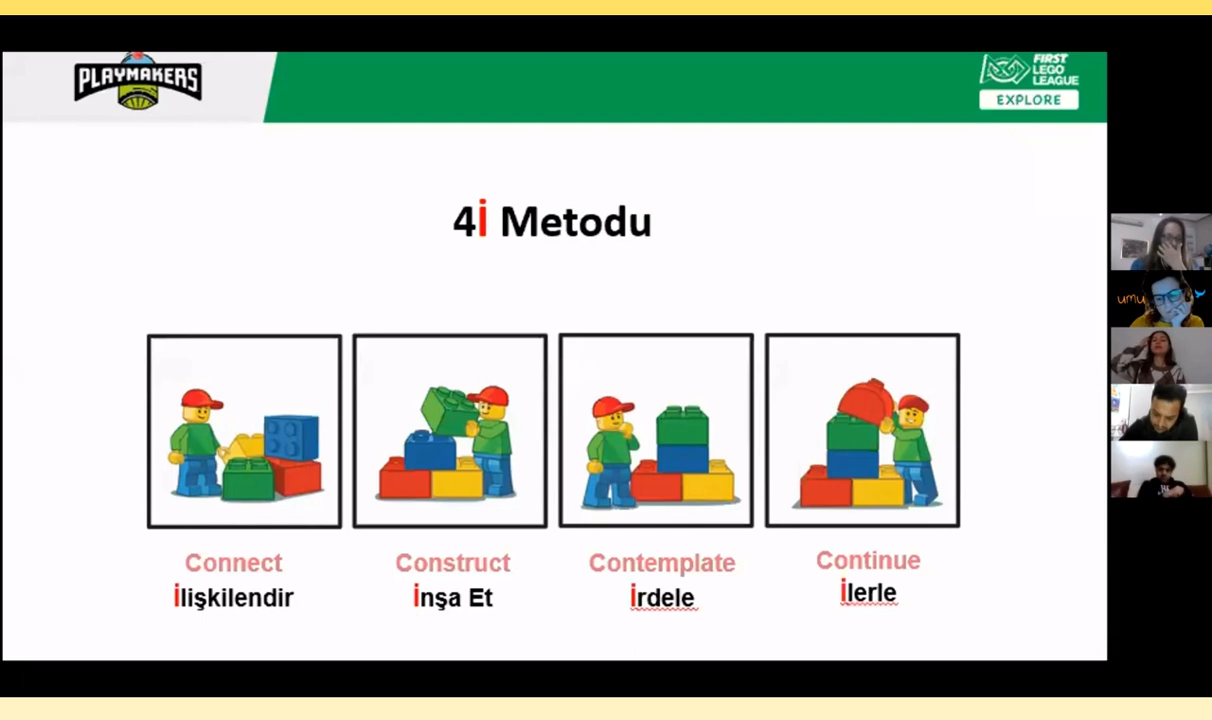 PLAYMAKERS
FIRST
LEGO
LEAGUE
EXPLORE
4İ Metodu
Connect
Construct
Contemplate
Continue
İlişkilendir
İnşa Et
İrdele
İlerle
umu